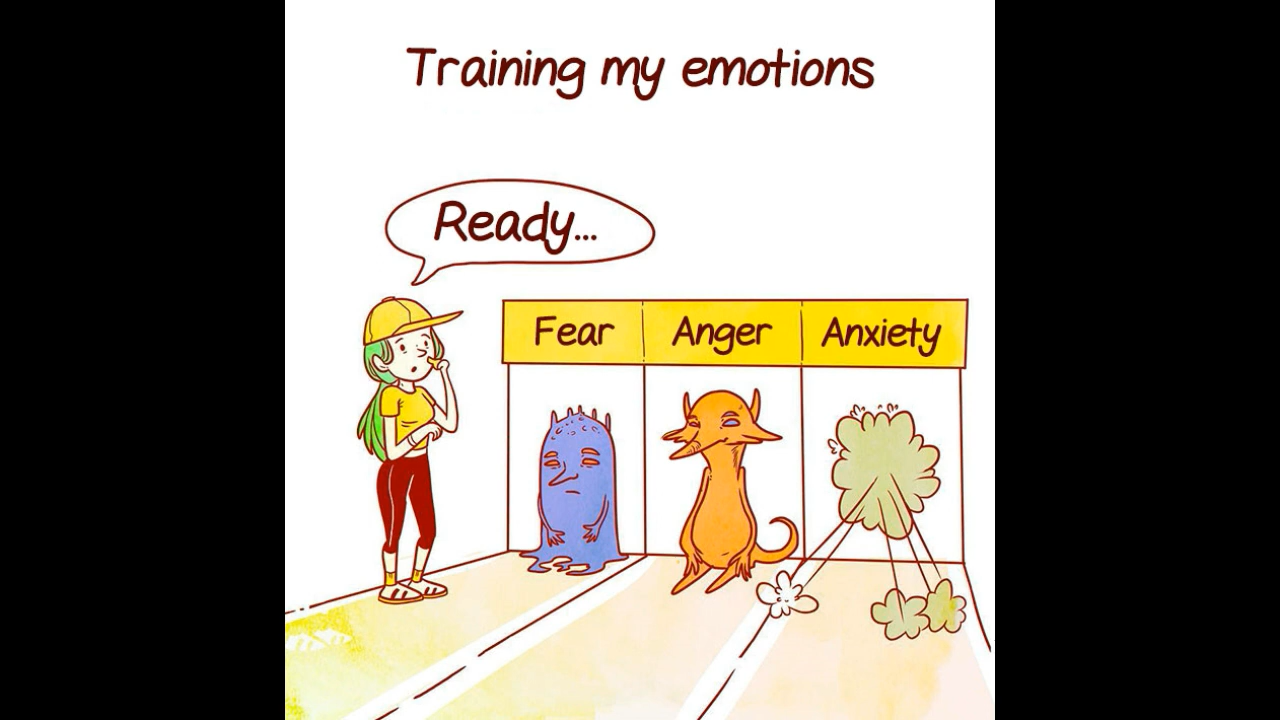 Training my emotions
Ready...
Fear
Anger
Anxiety